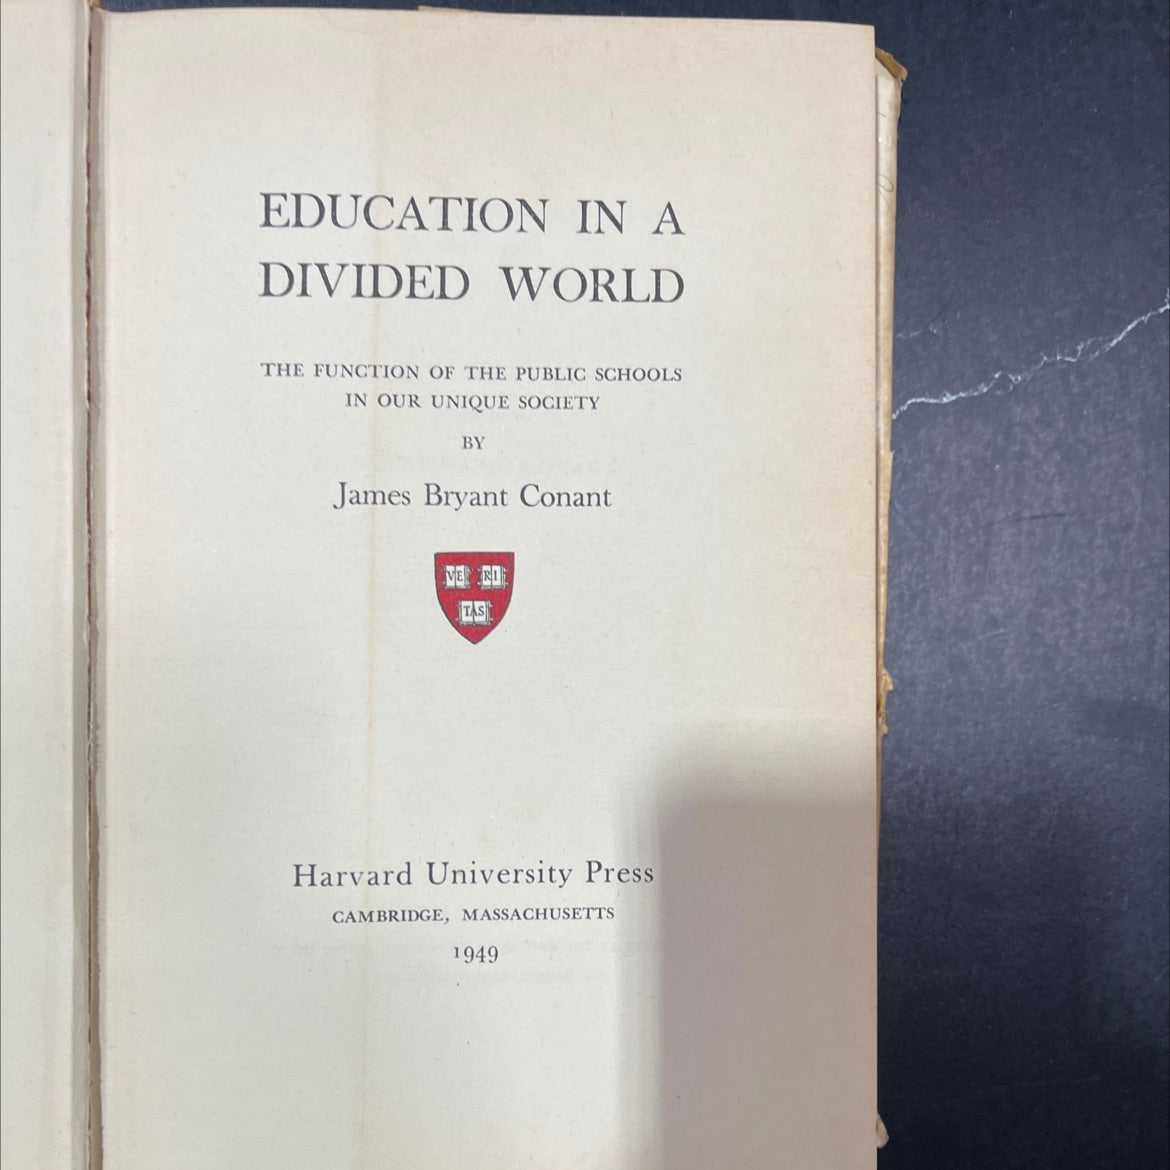 EDUCATION IN A
DIVIDED WORLD
THE FUNCTION OF THE PUBLIC SCHOOLS
IN OUR UNIQUE SOCIETY
BY
James Bryant Conant
VE RI
TAS
Harvard University Press
CAMBRIDGE, MASSACHUSETTS
1949